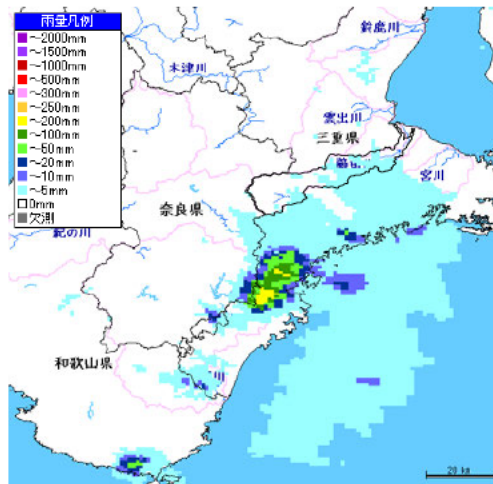 雨量凡例
～2000mm
～1500mm
～1000mm
～500mm
～300mm
～250mm
～200mm
～100mm
～50mm
～20mm
～10mm
～5mm
0mm
欠測
鈴鹿川
木津川
雲出川
三重県
宮川
奈良県
紀の川
和歌山県
川
20 km